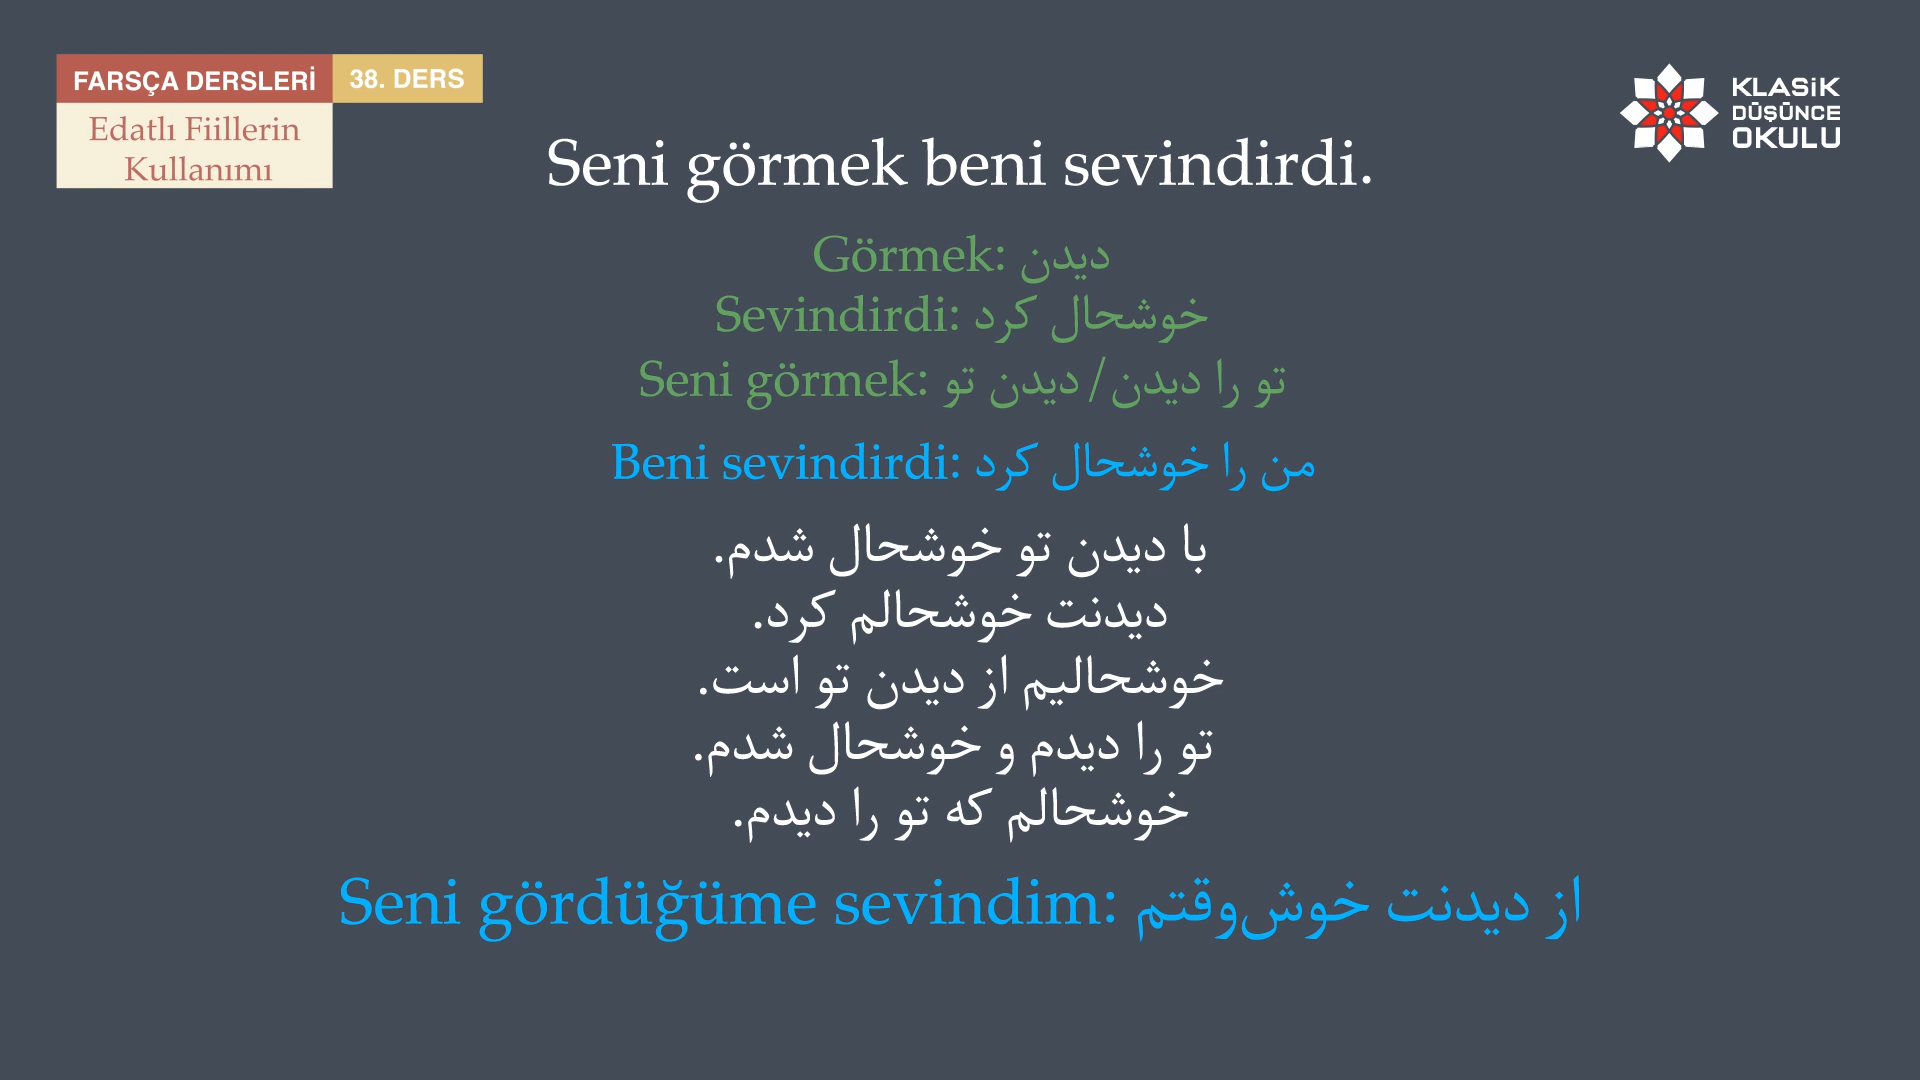 FARSÇA DERSLERİ
38. DERS
Edatlı Fiillerin
Kullanımı
KLASiK
DÜŞÜNCE
OKULU
Seni görmek beni sevindirdi.
Görmek: دیدن
Sevindirdi: خوشحال کرد
Seni görmek: تو را دیدن/دیدن تو
Beni sevindirdi: من را خوشحال کرد
با دیدن تو خوشحال شدم.
دیدنت خوشحالم کرد.
خوشحالیم از دیدن تو است.
تو را دیدم و خوشحال شدم.
خوشحالم که تو را دیدم.
Seni gördüğüme sevindim: از دیدنت خوش‌وقتم